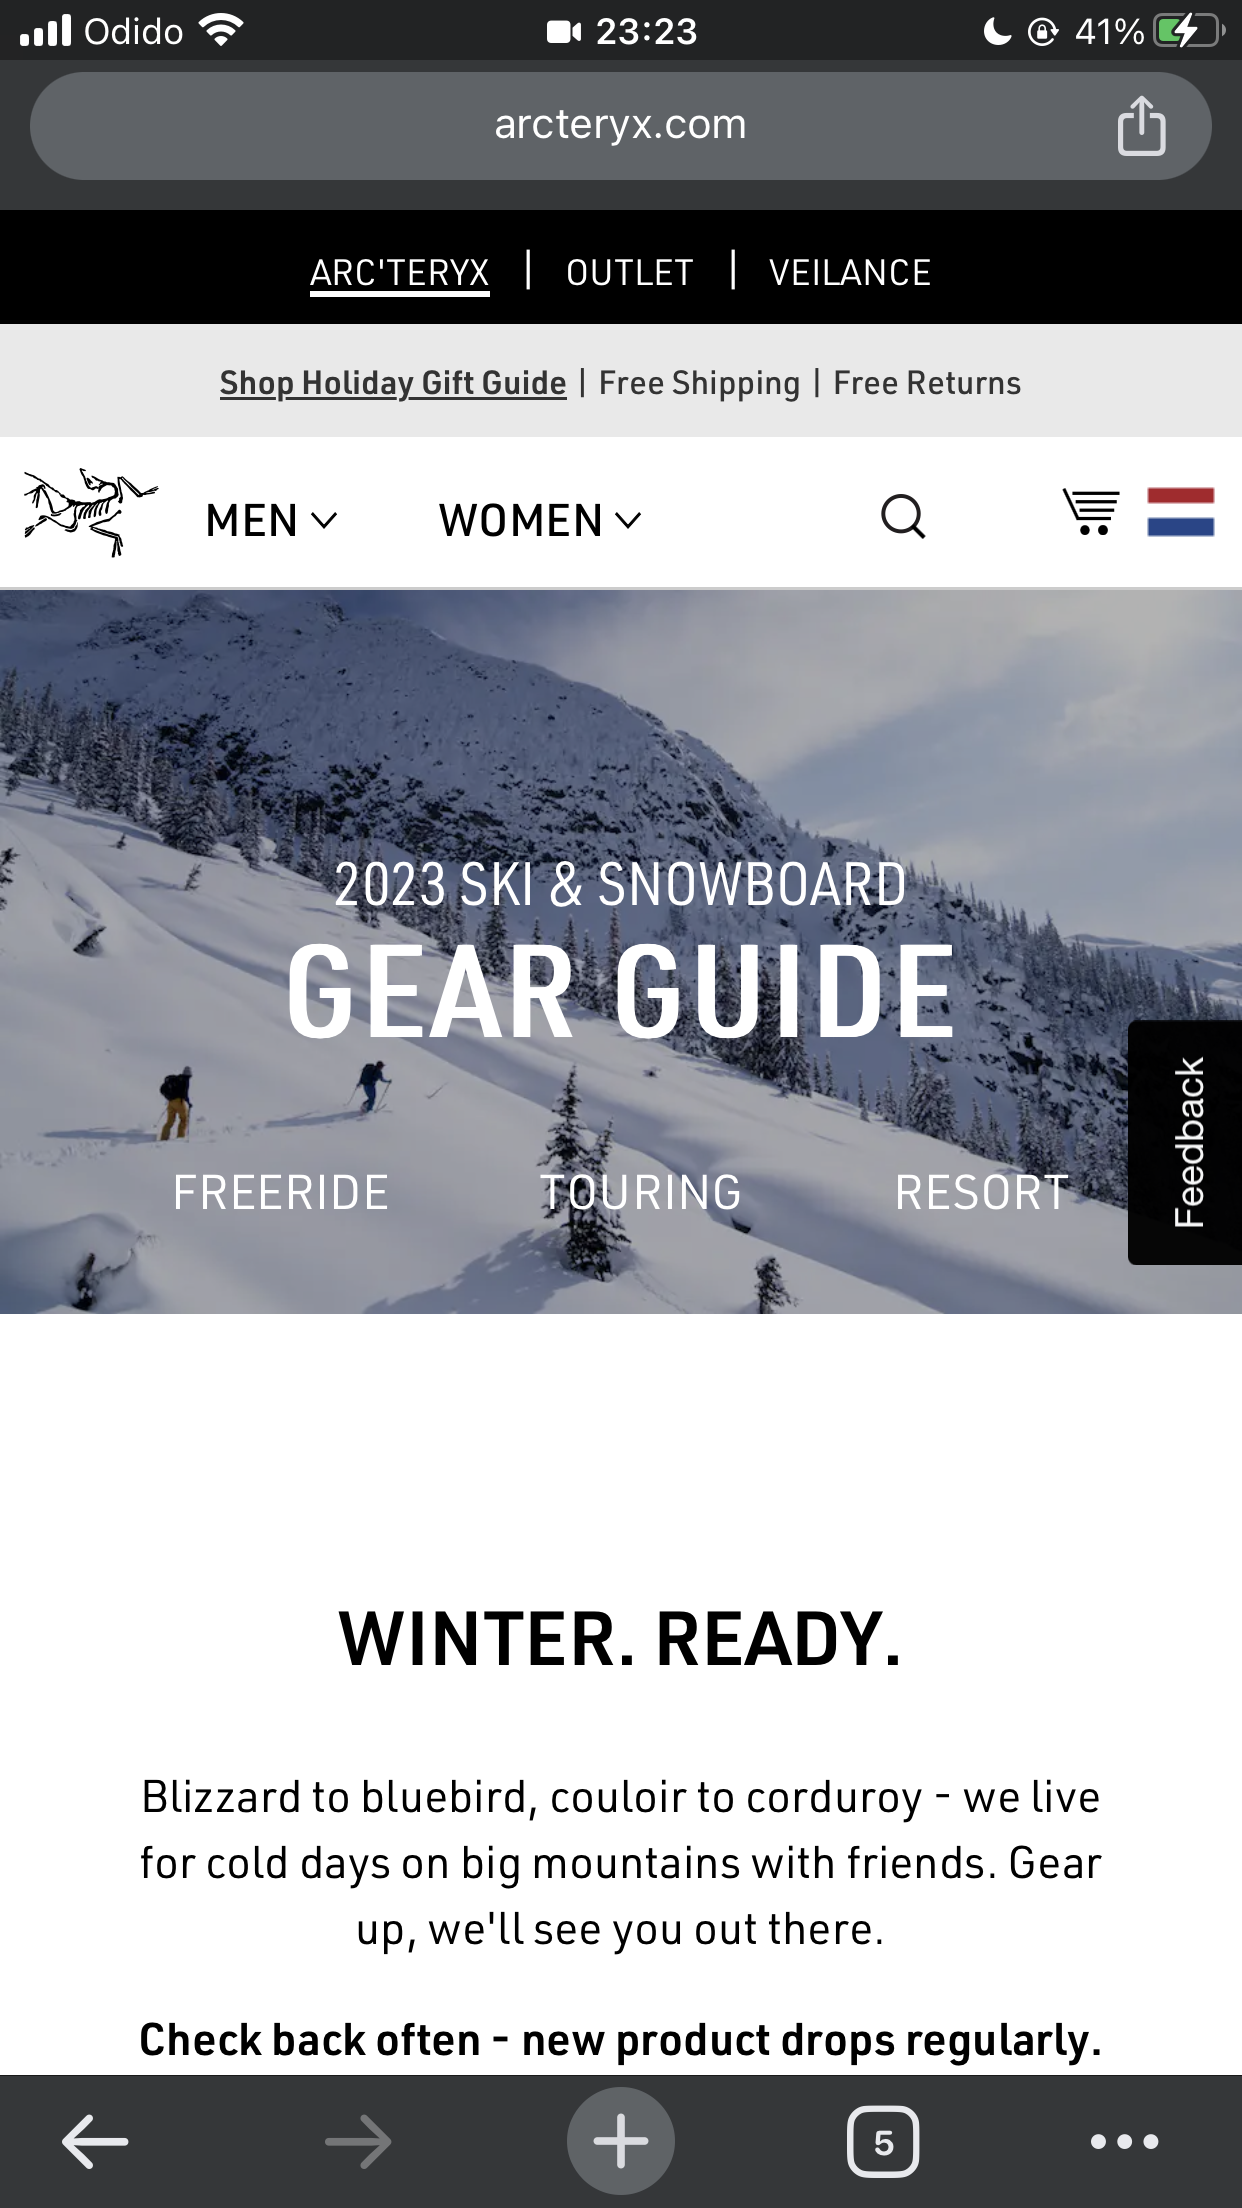 Odido 23:23 41%
arcteryx.com
ARC'TERYX | OUTLET | VEILANCE
Shop Holiday Gift Guide | Free Shipping | Free Returns
MEN WOMEN
2023 SKI & SNOWBOARD
GEAR GUIDE
Feedback
FREERIDE TOURING RESORT
WINTER. READY.
Blizzard to bluebird, couloir to corduroy - we live
for cold days on big mountains with friends. Gear
up, we'll see you out there.
Check back often - new product drops regularly.
5